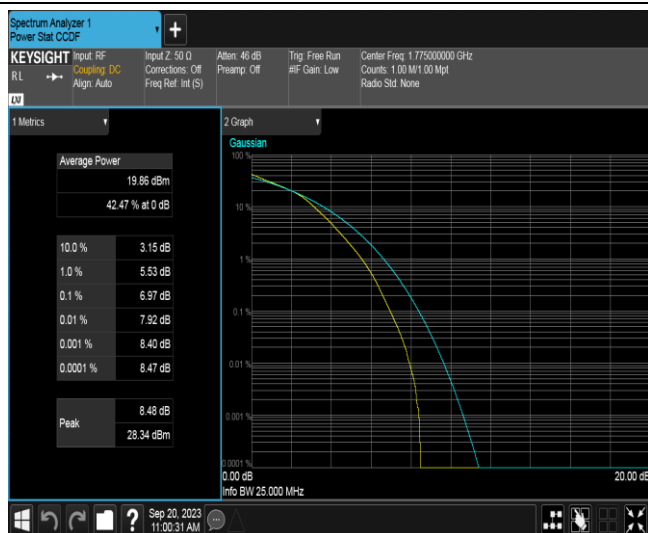 Spectrum Analyzer 1
Power Stat CCDF
+
KEYSIGHT Input: RF Input Z: 50 Ω Atten: 46 dB Trig: Free Run Center Freq: 1.775000000 GHz
RL Coupling: DC Corrections: Off Preamp: Off #IF Gain: Low Counts: 1.00 M/1.00 Mpt
Align: Auto Freq Ref: Int (S) Radio Std: None
LXI
1 Metrics
Average Power
19.86 dBm
42.47 % at 0 dB
10.0 % 3.15 dB
1.0 % 5.53 dB
0.1 % 6.97 dB
0.01 % 7.92 dB
0.001 % 8.40 dB
0.0001 % 8.47 dB
Peak 8.48 dB
28.34 dBm
2 Graph
Gaussian
100 %
10 %
1 %
0.1 %
0.01 %
0.001 %
0.0001 %
0.00 dB 20.00 dB
Info BW 25.000 MHz
? Sep 20, 2023
11:00:31 AM